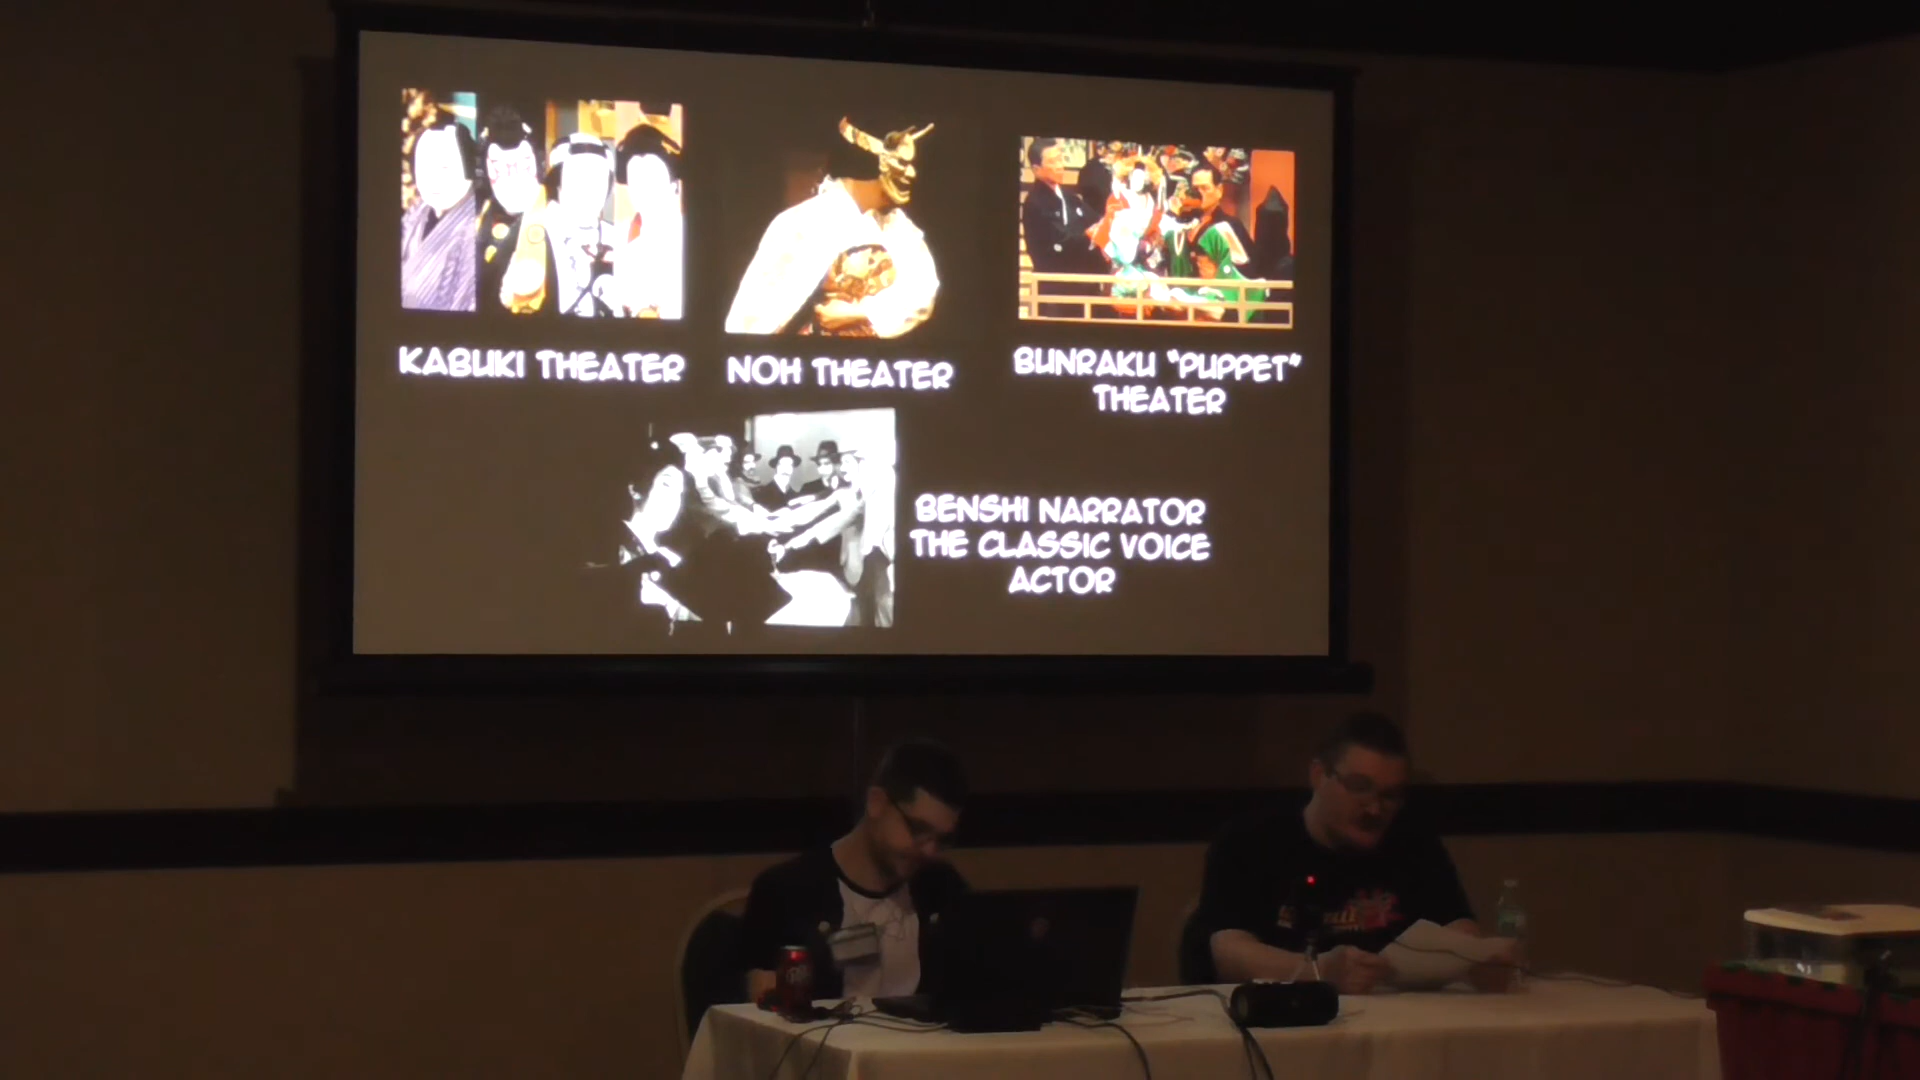 KABUKI THEATER
NOH THEATER
BUNRAKU "PUPPET"
THEATER
BENSHI NARRATOR
THE CLASSIC VOICE
ACTOR